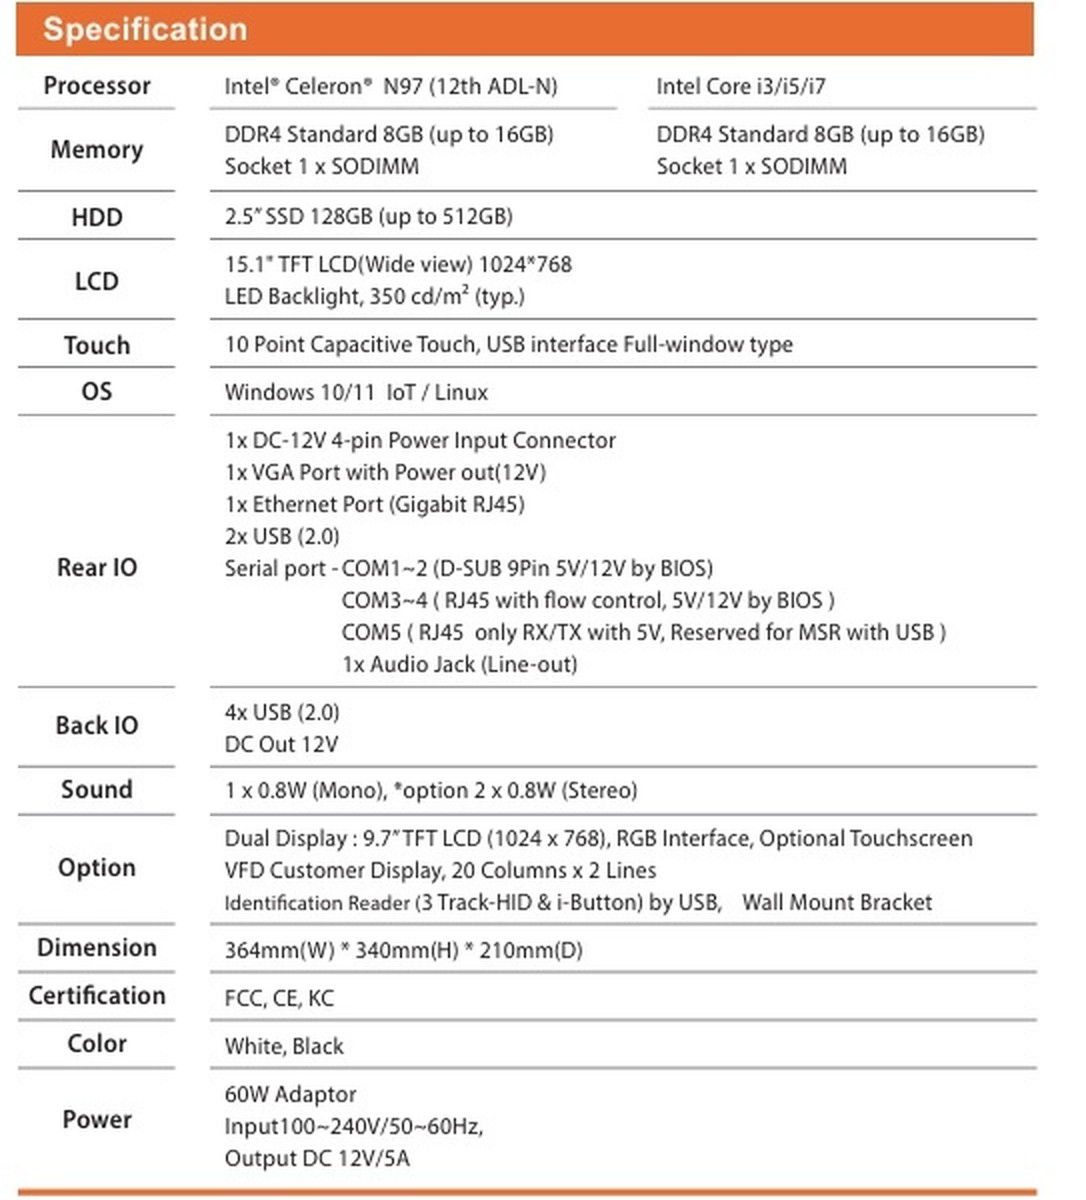 Specification
Processor
Intel® Celeron® N97 (12th ADL-N)
Intel Core i3/i5/i7
Memory
DDR4 Standard 8GB (up to 16GB)
Socket 1 x SODIMM
DDR4 Standard 8GB (up to 16GB)
Socket 1 x SODIMM
HDD
2.5” SSD 128GB (up to 512GB)
LCD
15.1" TFT LCD(Wide view) 1024*768
LED Backlight, 350 cd/m² (typ.)
Touch
10 Point Capacitive Touch, USB interface Full-window type
OS
Windows 10/11 IoT / Linux
Rear IO
1x DC-12V 4-pin Power Input Connector
1x VGA Port with Power out(12V)
1x Ethernet Port (Gigabit RJ45)
2x USB (2.0)
Serial port - COM1~2 (D-SUB 9Pin 5V/12V by BIOS)
COM3~4 ( RJ45 with flow control, 5V/12V by BIOS )
COM5 ( RJ45 only RX/TX with 5V, Reserved for MSR with USB )
1x Audio Jack (Line-out)
Back IO
4x USB (2.0)
DC Out 12V
Sound
1 x 0.8W (Mono), *option 2 x 0.8W (Stereo)
Option
Dual Display : 9.7” TFT LCD (1024 x 768), RGB Interface, Optional Touchscreen
VFD Customer Display, 20 Columns x 2 Lines
Identification Reader (3 Track-HID & i-Button) by USB, Wall Mount Bracket
Dimension
364mm(W) * 340mm(H) * 210mm(D)
Certification
FCC, CE, KC
Color
White, Black
Power
60W Adaptor
Input100~240V/50~60Hz,
Output DC 12V/5A